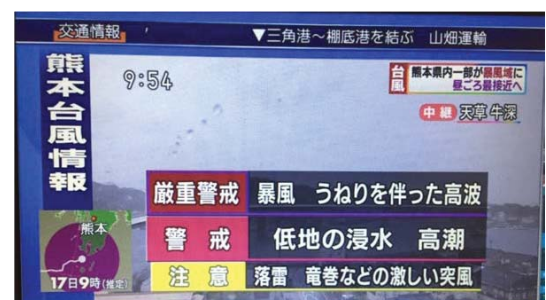 交通情報
▼三角港～棚底港を結ぶ 山畑運輸
熊本台風情報
9:54
台風
熊本県内一部が暴風域に
昼ごろ最接近へ
中継 天草 牛深
厳重警戒 暴風 うねりを伴った高波
警戒 低地の浸水 高潮
注意 落雷 竜巻などの激しい突風
熊本
17日9時(推定)